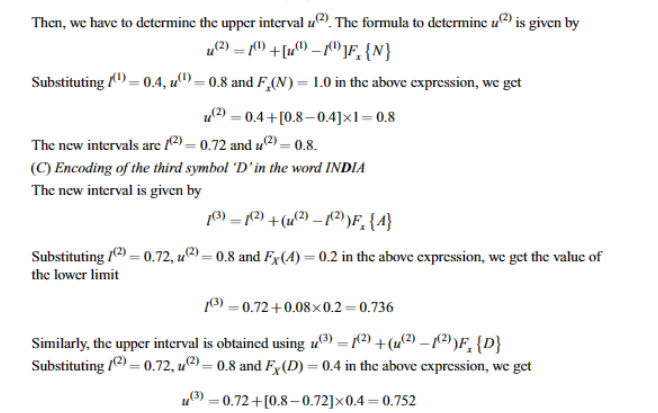 Then, we have to determine the upper interval u⁽²⁾. The formula to determine u⁽²⁾ is given by
u⁽²⁾ = l⁽¹⁾ + [u⁽¹⁾ – l⁽¹⁾]Fₓ{N}
Substituting l⁽¹⁾ = 0.4, u⁽¹⁾ = 0.8 and Fₓ(N) = 1.0 in the above expression, we get
u⁽²⁾ = 0.4 + [0.8 – 0.4]×1 = 0.8
The new intervals are l⁽²⁾ = 0.72 and u⁽²⁾ = 0.8.
(C) Encoding of the third symbol ‘D’ in the word INDIA
The new interval is given by
l⁽³⁾ = l⁽²⁾ + (u⁽²⁾ – l⁽²⁾)Fₓ{A}
Substituting l⁽²⁾ = 0.72, u⁽²⁾ = 0.8 and F_X(A) = 0.2 in the above expression, we get the value of
the lower limit
l⁽³⁾ = 0.72 + 0.08×0.2 = 0.736
Similarly, the upper interval is obtained using u⁽³⁾ = l⁽²⁾ + (u⁽²⁾ – l⁽²⁾)Fₓ{D}
Substituting l⁽²⁾ = 0.72, u⁽²⁾ = 0.8 and F_X(D) = 0.4 in the above expression, we get
u⁽³⁾ = 0.72 + [0.8 – 0.72]×0.4 = 0.752